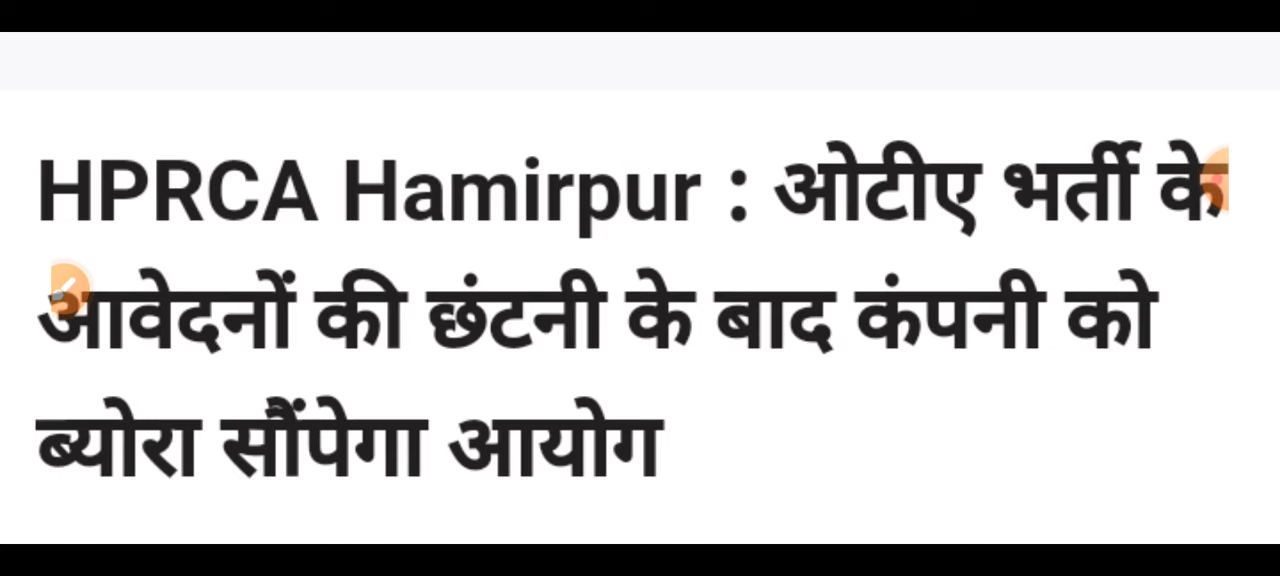 HPRCA Hamirpur : ओटीए भर्ती के
आवेदनों की छंटनी के बाद कंपनी को
ब्योरा सौंपेगा आयोग